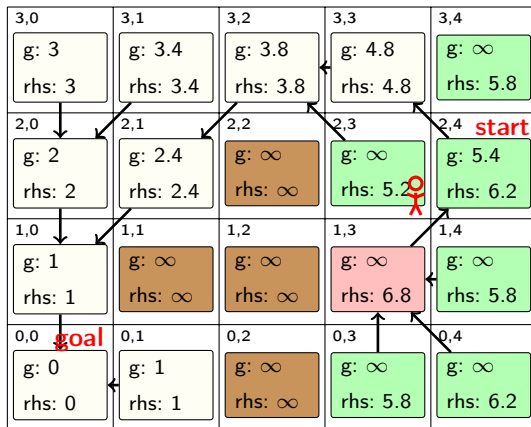 3,0 3,1 3,2 3,3 3,4
g: 3 g: 3.4 g: 3.8 g: 4.8 g: ∞
rhs: 3 rhs: 3.4 rhs: 3.8 rhs: 4.8 rhs: 5.8
2,0 2,1 2,2 2,3 2,4 start
g: 2 g: 2.4 g: ∞ g: ∞ g: 5.4
rhs: 2 rhs: 2.4 rhs: ∞ rhs: 5.2 rhs: 6.2
1,0 1,1 1,2 1,3 1,4
g: 1 g: ∞ g: ∞ g: ∞ g: ∞
rhs: 1 rhs: ∞ rhs: ∞ rhs: 6.8 rhs: 5.8
0,0 goal 0,1 0,2 0,3 0,4
g: 0 g: 1 g: ∞ g: ∞ g: ∞
rhs: 0 rhs: 1 rhs: ∞ rhs: 5.8 rhs: 6.2